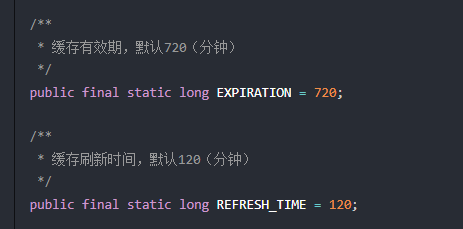 /**
 * 缓存有效期，默认720（分钟）
 */
public final static long EXPIRATION = 720;
/**
 * 缓存刷新时间，默认120（分钟）
 */
public final static long REFRESH_TIME = 120;